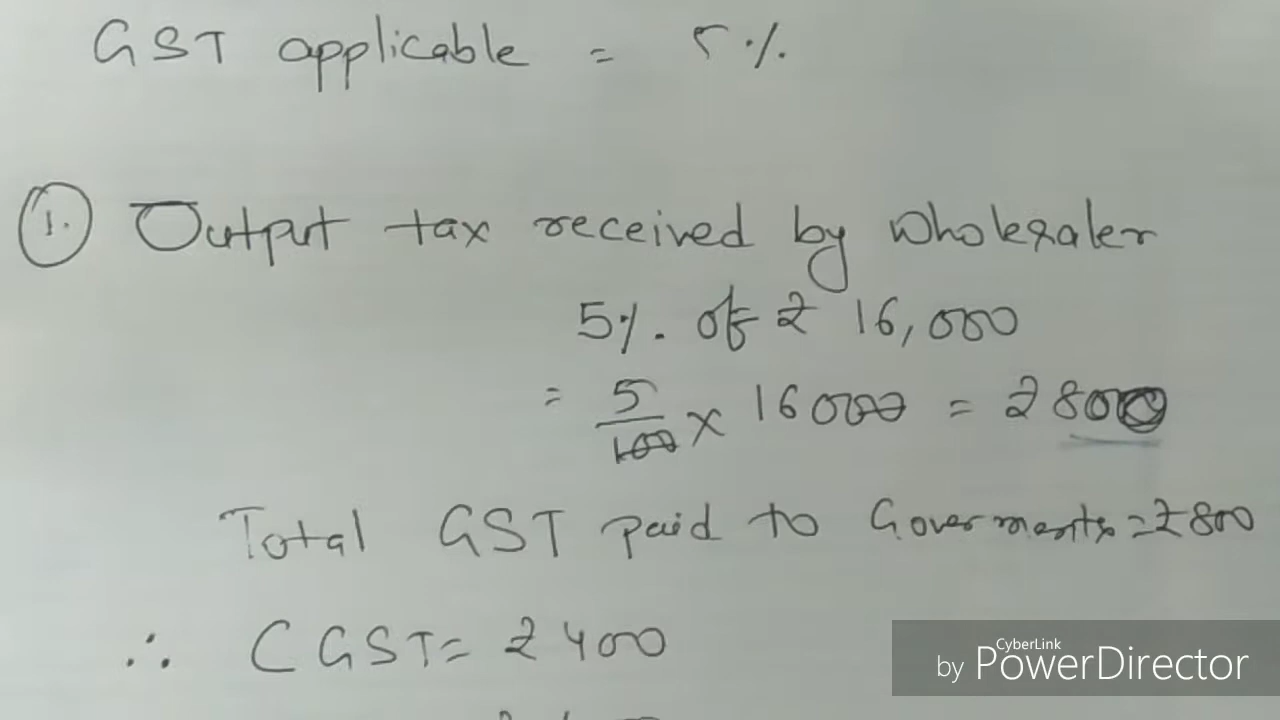 GST applicable = 5%
1. Output tax received by Wholesaler
5%. of ₹ 16,000
= 5/100 × 16000 = ₹ 800
Total GST paid to Goverments = ₹ 800
∴ CGST = ₹ 400
CyberLink
by PowerDirector